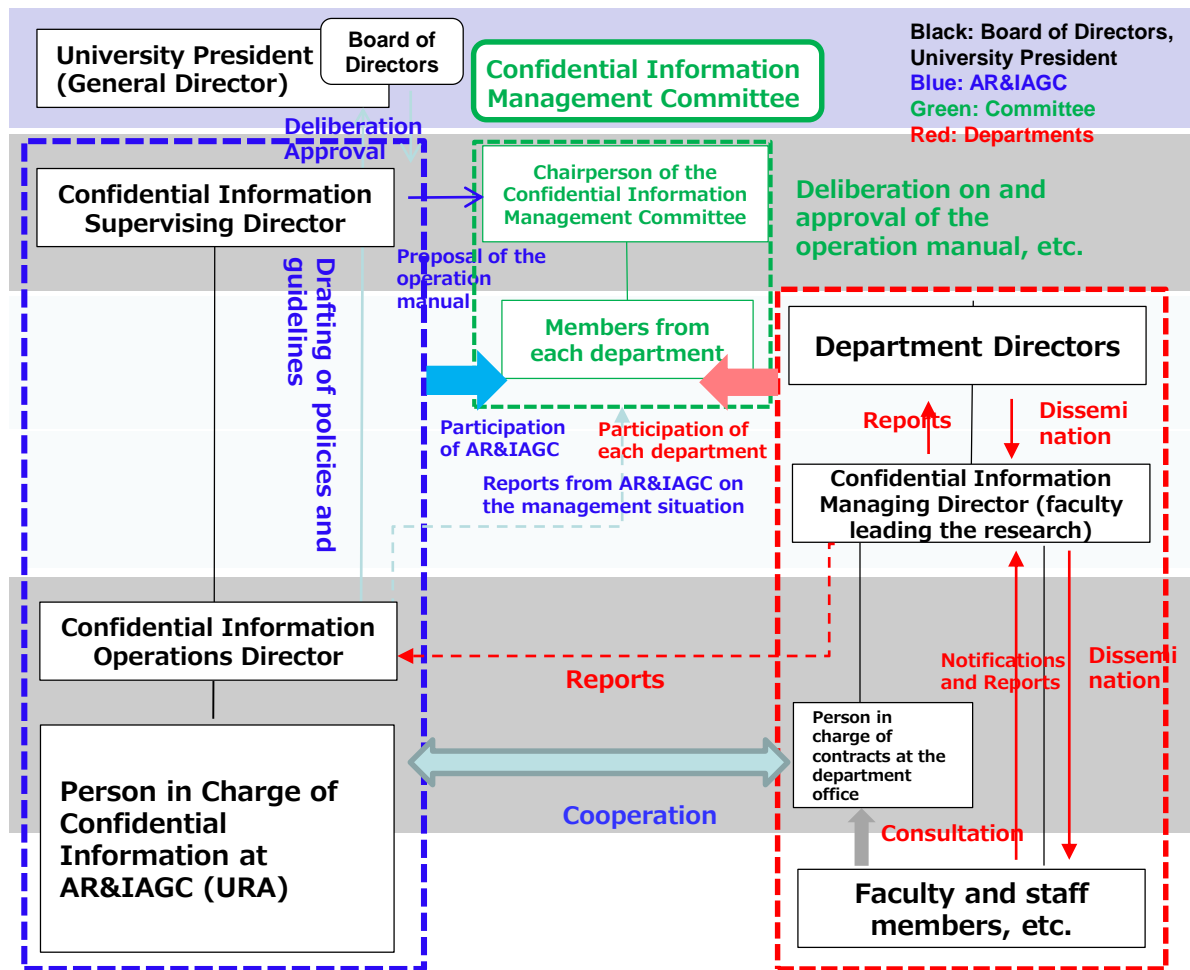 University President
(General Director)
Board of
Directors
Confidential Information
Management Committee
Black: Board of Directors,
University President
Blue: AR&IAGC
Green: Committee
Red: Departments
Deliberation
Approval
Confidential Information
Supervising Director
Chairperson of the
Confidential Information
Management Committee
Deliberation on and
approval of the
operation manual, etc.
Proposal of the
operation
manual
Drafting of policies and
guidelines
Members from
each department
Department Directors
Participation
of AR&IAGC
Participation of
each department
Reports
Dissemi
nation
Reports from AR&IAGC on
the management situation
Confidential Information
Managing Director (faculty
leading the research)
Confidential Information
Operations Director
Reports
Notifications
and Reports
Dissemi
nation
Person in
charge of
contracts at the
department
office
Person in Charge of
Confidential
Information at
AR&IAGC (URA)
Cooperation
Consultation
Faculty and staff
members, etc.